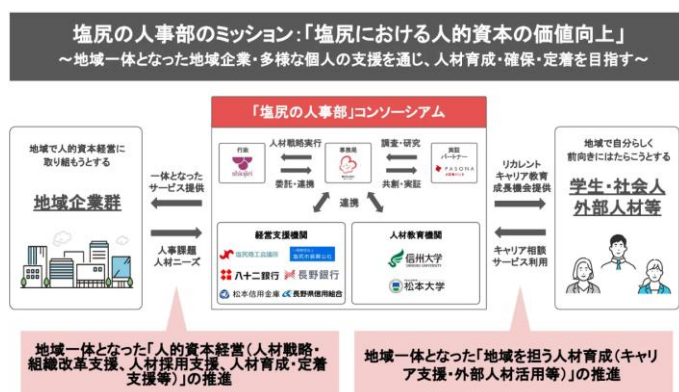 塩尻の人事部のミッション:「塩尻における人的資本の価値向上」
〜地域一体となった地域企業・多様な個人の支援を通じ、人材育成・確保・定着を目指す〜
「塩尻の人事部」コンソーシアム
地域で人的資本経営に
取り組もうとする
地域企業群
一体となった
サービス提供
人事課題
人材ニーズ
行政
shiojiri
人材戦略実行
委託・連携
事務局
調査・研究
共創・実証
実証
パートナー
PASONA
連携
経営支援機関
塩尻商工会議所
八十二銀行
長野銀行
松本信用金庫
長野県信用組合
人材教育機関
信州大学
SHINSHU UNIVERSITY
松本大学
リカレント
キャリア教育
成長機会提供
キャリア相談
サービス利用
地域で自分らしく
前向きにはたらこうとする
学生・社会人
外部人材等
地域一体となった「人的資本経営(人材戦略・
組織改革支援、人材採用支援、人材育成・定着
支援等)」の推進
地域一体となった「地域を担う人材育成(キャリ
ア支援・外部人材活用等)」の推進